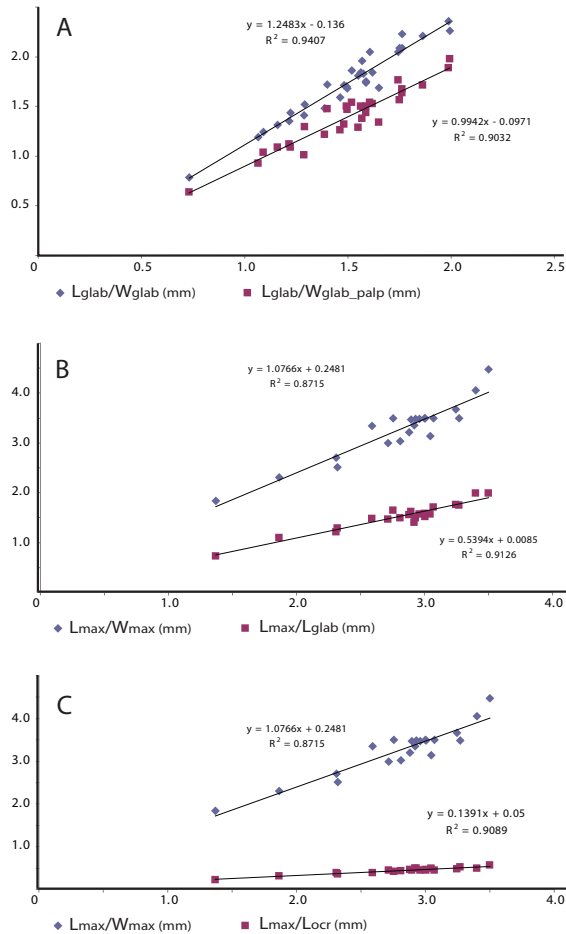 A
y = 1.2483x - 0.136
R² = 0.9407
2.0
1.5
y = 0.9942x - 0.0971
R² = 0.9032
1.0
0.5
0 0.5 1.0 1.5 2.0 2.5
Lglab/Wglab (mm) Lglab/Wglab_palp (mm)
B
y = 1.0766x + 0.2481
R² = 0.8715
4.0
3.0
2.0
1.0
y = 0.5394x + 0.0085
R² = 0.9126
0
0 1.0 2.0 3.0 4.0
Lmax/Wmax (mm) Lmax/Lglab (mm)
C
y = 1.0766x + 0.2481
R² = 0.8715
4.0
3.0
2.0
y = 0.1391x + 0.05
R² = 0.9089
1.0
0 1.0 2.0 3.0 4.0
Lmax/Wmax (mm) Lmax/Locr (mm)